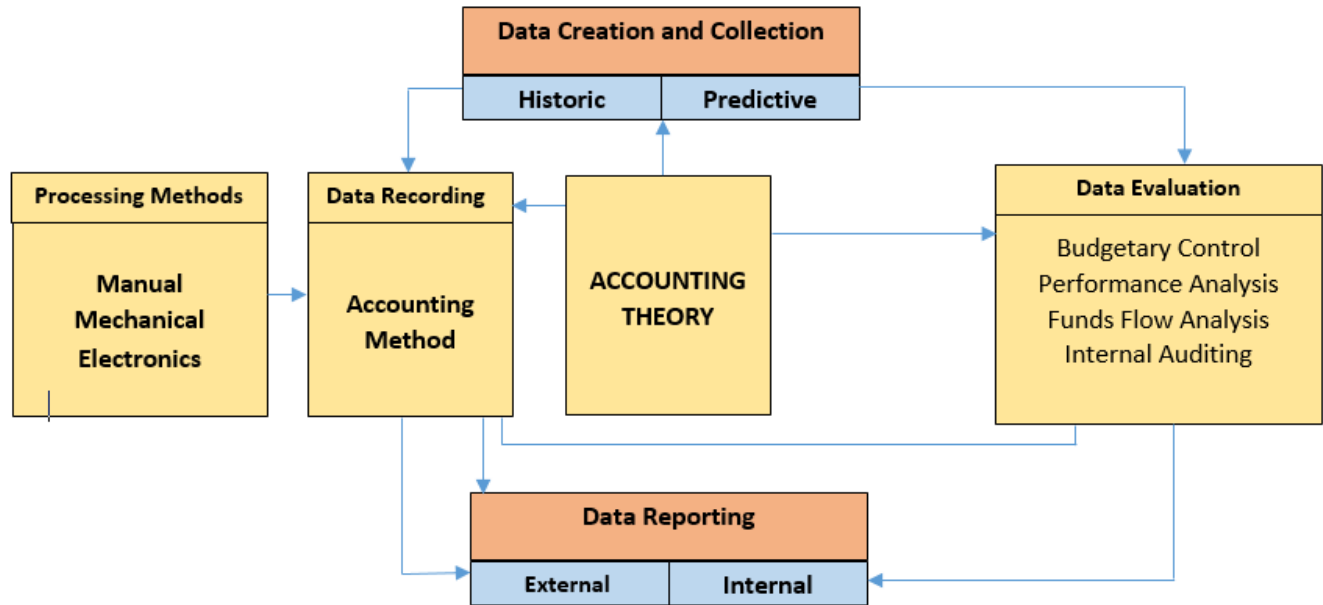 Data Creation and Collection
Historic
Predictive
Processing Methods
Manual
Mechanical
Electronics
Data Recording
Accounting
Method
ACCOUNTING
THEORY
Data Evaluation
Budgetary Control
Performance Analysis
Funds Flow Analysis
Internal Auditing
Data Reporting
External
Internal